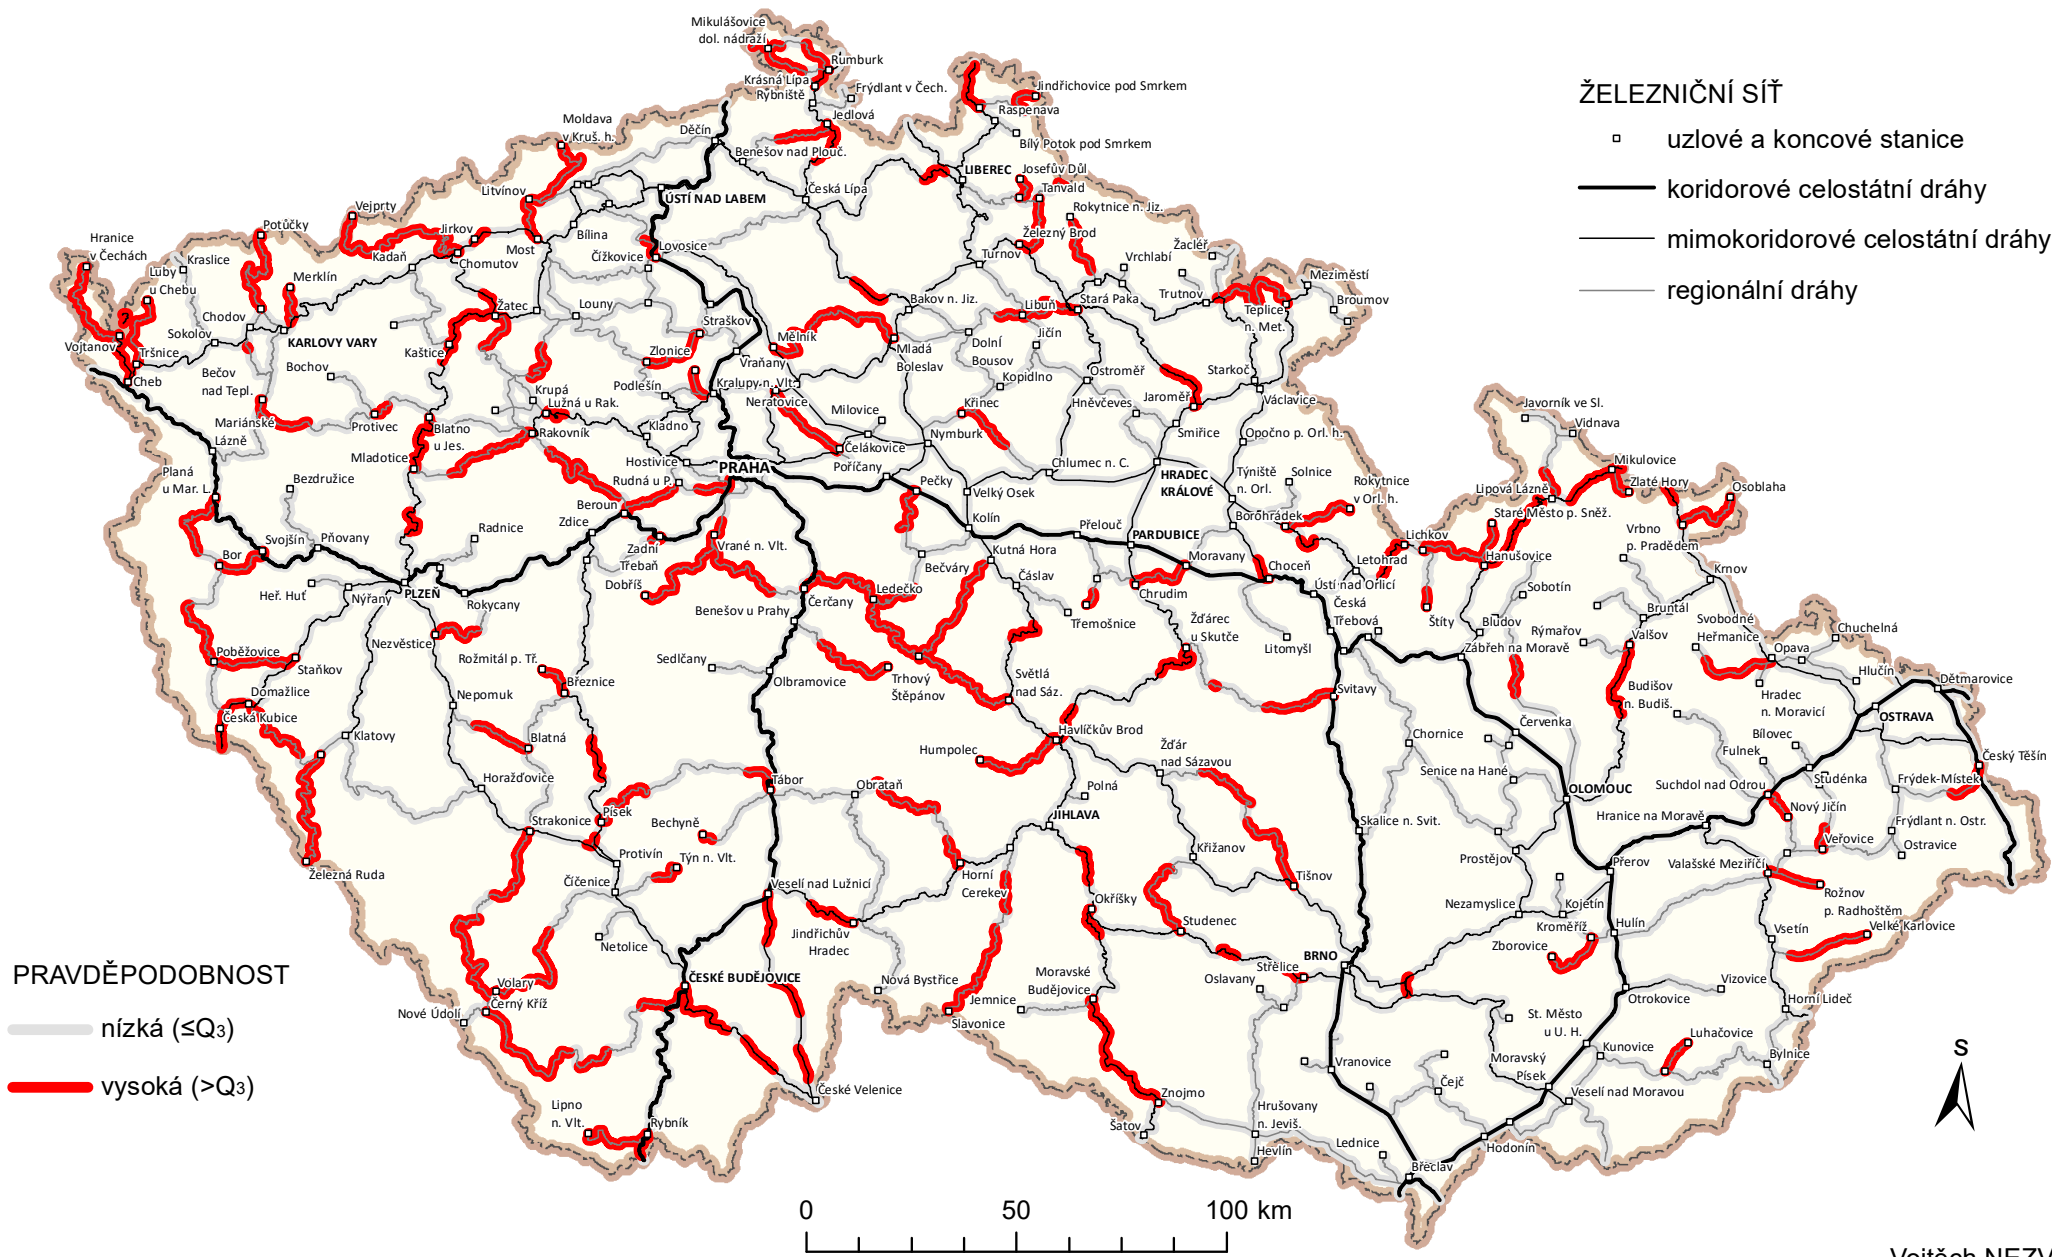 Mikulášovice
dol. nádraží
Rumburk
Krásná Lípa
Rybniště
Frýdlant v Čech.
Jindřichovice pod Smrkem
Raspenava
Jedlová
Moldava
v Kruš. h.
Děčín
Benešov nad Plouč.
Bílý Potok pod Smrkem
LIBEREC
Josefův Důl
Tanvald
Litvínov
ÚSTÍ NAD LABEM
Česká Lípa
Rokytnice n. Jiz.
Vejprty
Potůčky
Jirkov
Most
Bílina
Lovosice
Železný Brod
Žacléř
Hranice
v Čechách
Luby
u Chebu
Kraslice
Kadaň
Chomutov
Čížkovice
Turnov
Vrchlabí
Meziměstí
Merklín
Trutnov
Broumov
Chodov
Sokolov
Žatec
Louny
Straškov
Bakov n. Jiz.
Libuň
Stará Paka
Teplice
n. Met.
Vojtanov
Tršnice
Cheb
KARLOVY VARY
Kaštice
Zlonice
Mělník
Jičín
Dolní
Bousov
Mladá
Boleslav
Vraňany
Bečov
nad Tepl.
Bochov
Podlešín
Kralupy n. Vlt.
Neratovice
Kopidlno
Ostroměř
Starkoč
Krupá
Lužná u Rak.
Milovice
Křinec
Hněvčeves
Jaroměř
Václavice
Javorník ve Sl.
Vidnava
Mariánské
Lázně
Protivec
Blatno
u Jes.
Rakovník
Kladno
Čelákovice
Nymburk
Smiřice
Opočno p. Orl. h.
Mladotice
Hostivice
PRAHA
Poříčany
Chlumec n. C.
HRADEC
KRÁLOVÉ
Týniště
n. Orl.
Solnice
Mikulovice
Planá
u Mar. L.
Bezdružice
Rudná u P.
Pečky
Velký Osek
Rokytnice
v Orl. h.
Lipová Lázně
Zlaté Hory
Osoblaha
Beroun
Zdice
Kolín
Přelouč
Borohrádek
Staré Město p. Sněž.
Svojšín
Pňovany
Radnice
PARDUBICE
Lichkov
Vrbno
p. Pradědem
Bor
Zadní
Třebaň
Vrané n. Vlt.
Kutná Hora
Moravany
Choceň
Letohrad
Hanušovice
Heř. Huť
Nýřany
PLZEŇ
Rokycany
Dobříš
Bečváry
Čáslav
Chrudim
Ústí nad Orlicí
Sobotín
Krnov
Benešov u Prahy
Čerčany
Ledečko
Třemošnice
Žďárec
u Skutče
Česká
Třebová
Štíty
Bludov
Bruntál
Svobodné
Heřmanice
Chuchelná
Nezvěstice
Litomyšl
Zábřeh na Moravě
Rýmařov
Valšov
Opava
Poběžovice
Staňkov
Rožmitál p. Tř.
Sedlčany
Olbramovice
Trhový
Štěpánov
Světlá
nad Sáz.
Svitavy
Hlučín
Dětmarovice
Domažlice
Nepomuk
Březnice
Budišov
n. Budiš.
Hradec
n. Moravicí
Česká Kubice
Klatovy
Blatná
Humpolec
Havlíčkův Brod
Žďár
nad Sázavou
Chornice
Červenka
OSTRAVA
Bílovec
Fulnek
Český Těšín
Horažďovice
Tábor
Obrataň
Polná
Senice na Hané
OLOMOUC
Suchdol nad Odrou
Studénka
Frýdek-Místek
Strakonice
Písek
Bechyně
JIHLAVA
Skalice n. Svit.
Hranice na Moravě
Nový Jičín
Frýdlant n. Ostr.
Železná Ruda
Protivín
Týn n. Vlt.
Křižanov
Prostějov
Přerov
Valašské Meziříčí
Veřovice
Ostravice
Číčenice
Veselí nad Lužnicí
Horní
Cerekev
Tišnov
Rožnov
p. Radhoštěm
Netolice
Jindřichův
Hradec
Okříšky
Studenec
Nezamyslice
Kojetín
Kroměříž
Hulín
Zborovice
Vsetín
Velké Karlovice
Volary
Černý Kříž
Nové Údolí
ČESKÉ BUDĚJOVICE
Nová Bystřice
Moravské
Budějovice
BRNO
Střelice
Oslavany
Jemnice
Slavonice
Otrokovice
Vizovice
Horní Lideč
St. Město
u U. H.
Luhačovice
Kunovice
Bylnice
České Velenice
Vranovice
Moravský
Písek
Čejč
Veselí nad Moravou
Lipno
n. Vlt.
Rybník
Znojmo
Šatov
Hrušovany
n. Jeviš.
Hevlín
Lednice
Hodonín
Břeclav
ŽELEZNIČNÍ SÍŤ
uzlové a koncové stanice
koridorové celostátní dráhy
mimokoridorové celostátní dráhy
regionální dráhy
PRAVDĚPODOBNOST
nízká (≤Q3)
vysoká (>Q3)
S
0 50 100 km
Vojtěch NEZV